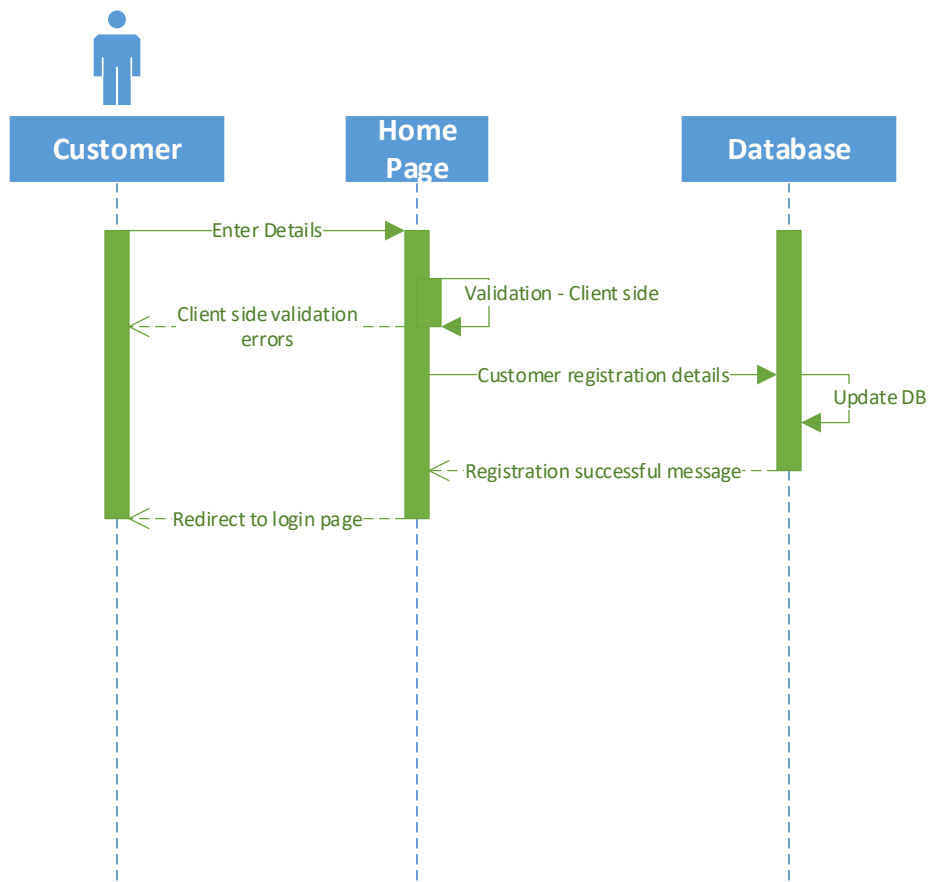 Customer
Home
Page
Database
Enter Details
Validation - Client side
Client side validation
errors
Customer registration details
Update DB
Registration successful message
Redirect to login page